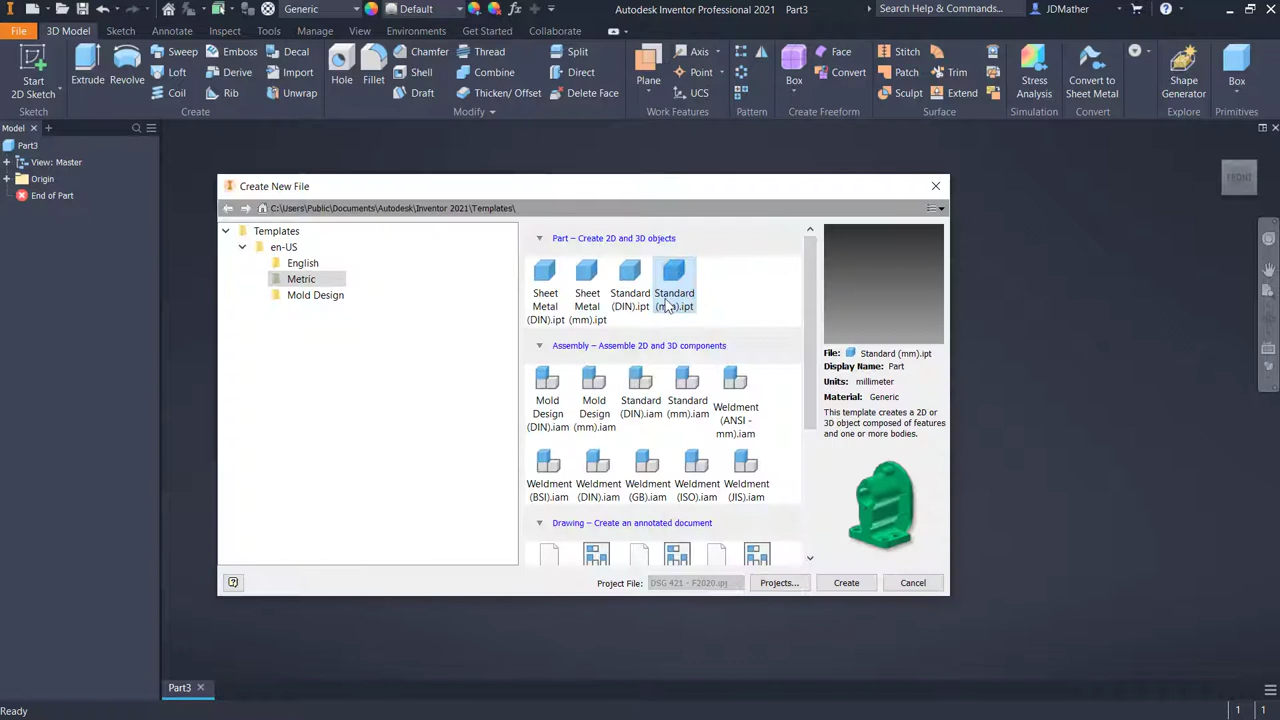 Generic
Default
Autodesk Inventor Professional 2021 Part3
Search Help & Commands...
JDMather
File 3D Model Sketch Annotate Inspect Tools Manage View Environments Get Started Collaborate
Start
2D Sketch
Extrude
Revolve
Sweep
Loft
Coil
Emboss
Derive
Rib
Decal
Import
Unwrap
Hole
Fillet
Chamfer
Shell
Draft
Thread
Combine
Thicken/ Offset
Split
Direct
Delete Face
Plane
Axis
Point
UCS
Box
Face
Convert
Stitch
Patch
Sculpt
Trim
Extend
Stress
Analysis
Convert to
Sheet Metal
Shape
Generator
Box
Sketch Create Modify Work Features Pattern Create Freeform Surface Simulation Convert Explore Primitives
Model
Part3
View: Master
Origin
End of Part
FRONT
Create New File
C:\Users\Public\Documents\Autodesk\Inventor 2021\Templates\
Templates
en-US
English
Metric
Mold Design
Part – Create 2D and 3D objects
Sheet
Metal
(DIN).ipt
Sheet
Metal
(mm).ipt
Standard
(DIN).ipt
Standard
(mm).ipt
Assembly – Assemble 2D and 3D components
Mold
Design
(DIN).iam
Mold
Design
(mm).iam
Standard
(DIN).iam
Standard
(mm).iam
Weldment
(ANSI -
mm).iam
Weldment
(BSI).iam
Weldment
(DIN).iam
Weldment
(GB).iam
Weldment
(ISO).iam
Weldment
(JIS).iam
Drawing – Create an annotated document
File: Standard (mm).ipt
Display Name: Part
Units: millimeter
Material: Generic
This template creates a 2D or
3D object composed of features
and one or more bodies.
Project File: DSG 421 - F2020.ipj
Projects...
Create
Cancel
Part3
Ready
1 1